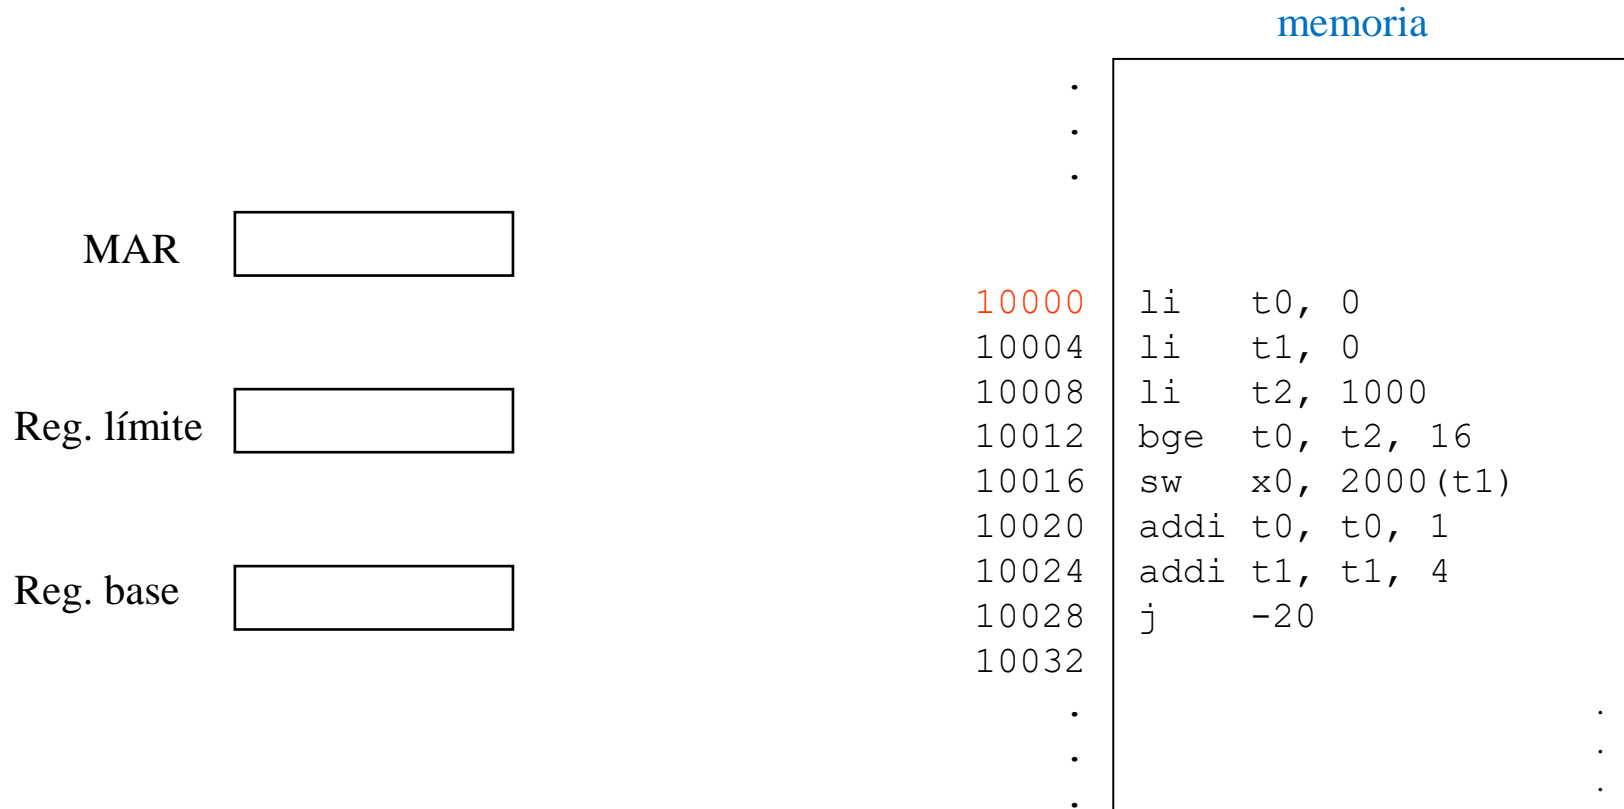 memoria
.
.
.
MAR
10000 li t0, 0
10004 li t1, 0
10008 li t2, 1000
Reg. límite
10012 bge t0, t2, 16
10016 sw x0, 2000(t1)
10020 addi t0, t0, 1
10024 addi t1, t1, 4
Reg. base
10028 j -20
10032
. .
. .
. .